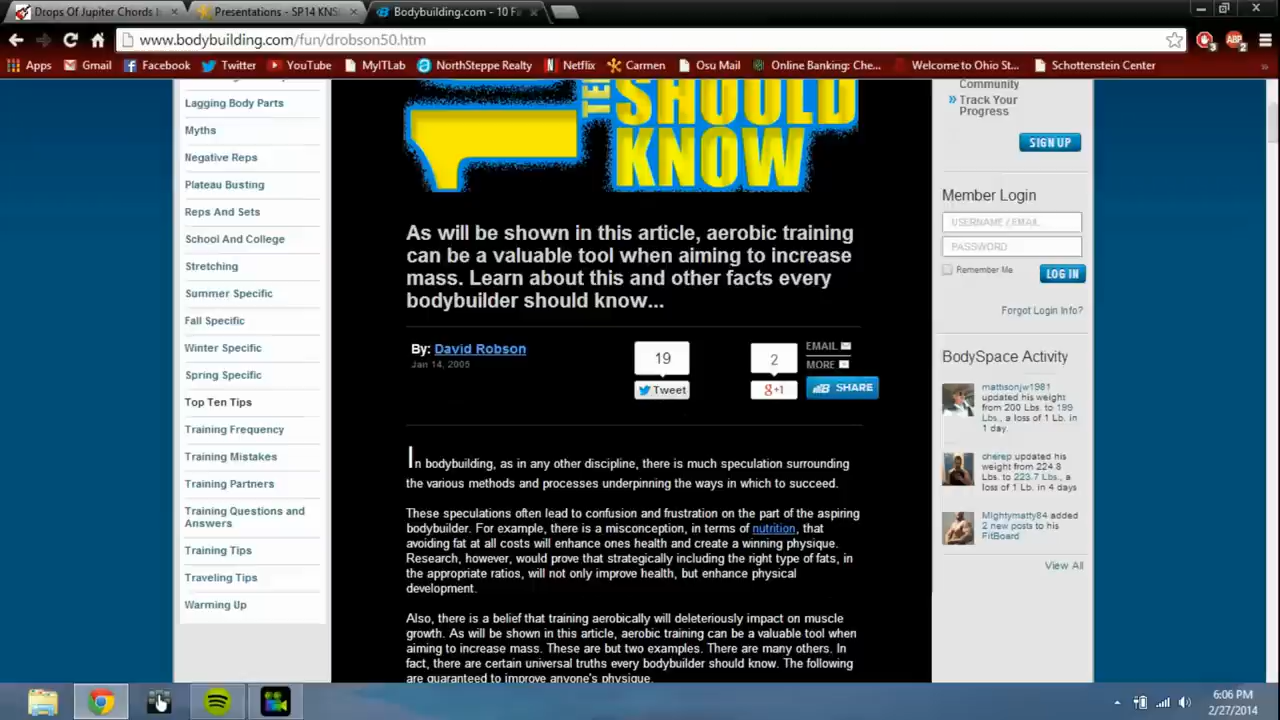 Drops Of Jupiter Chords
Presentations - SP14 KNS
Bodybuilding.com - 10 Fa
www.bodybuilding.com/fun/drobson50.htm
3
2
Apps
Gmail
Facebook
Twitter
YouTube
MyITLab
NorthSteppe Realty
Netflix
Carmen
Osu Mail
Online Banking: Che...
Welcome to Ohio St...
Schottenstein Center
»
Lagging Body Parts
Myths
Negative Reps
Plateau Busting
Reps And Sets
School And College
Stretching
Summer Specific
Fall Specific
Winter Specific
Spring Specific
Top Ten Tips
Training Frequency
Training Mistakes
Training Partners
Training Questions and
Answers
Training Tips
Traveling Tips
Warming Up
SHOULD
KNOW
As will be shown in this article, aerobic training
can be a valuable tool when aiming to increase
mass. Learn about this and other facts every
bodybuilder should know...
By: David Robson
Jan 14, 2005
19
Tweet
2
g+1
EMAIL
MORE
SHARE
In bodybuilding, as in any other discipline, there is much speculation surrounding
the various methods and processes underpinning the ways in which to succeed.
These speculations often lead to confusion and frustration on the part of the aspiring
bodybuilder. For example, there is a misconception, in terms of nutrition, that
avoiding fat at all costs will enhance ones health and create a winning physique.
Research, however, would prove that strategically including the right type of fats, in
the appropriate ratios, will not only improve health, but enhance physical
development.
Also, there is a belief that training aerobically will deleteriously impact on muscle
growth. As will be shown in this article, aerobic training can be a valuable tool when
aiming to increase mass. These are but two examples. There are many others. In
fact, there are certain universal truths every bodybuilder should know. The following
are guaranteed to improve anyone's physique.
Community
» Track Your
Progress
SIGN UP
Member Login
USERNAME / EMAIL
PASSWORD
Remember Me
LOG IN
Forgot Login Info?
BodySpace Activity
mattisonjw1981
updated his weight
from 200 Lbs. to 199
Lbs., a loss of 1 Lb. in
1 day.
cherep updated his
weight from 224.8
Lbs. to 223.7 Lbs., a
loss of 1 Lb. in 4 days
Mightymatty84 added
2 new posts to his
FitBoard
View All
6:06 PM
2/27/2014